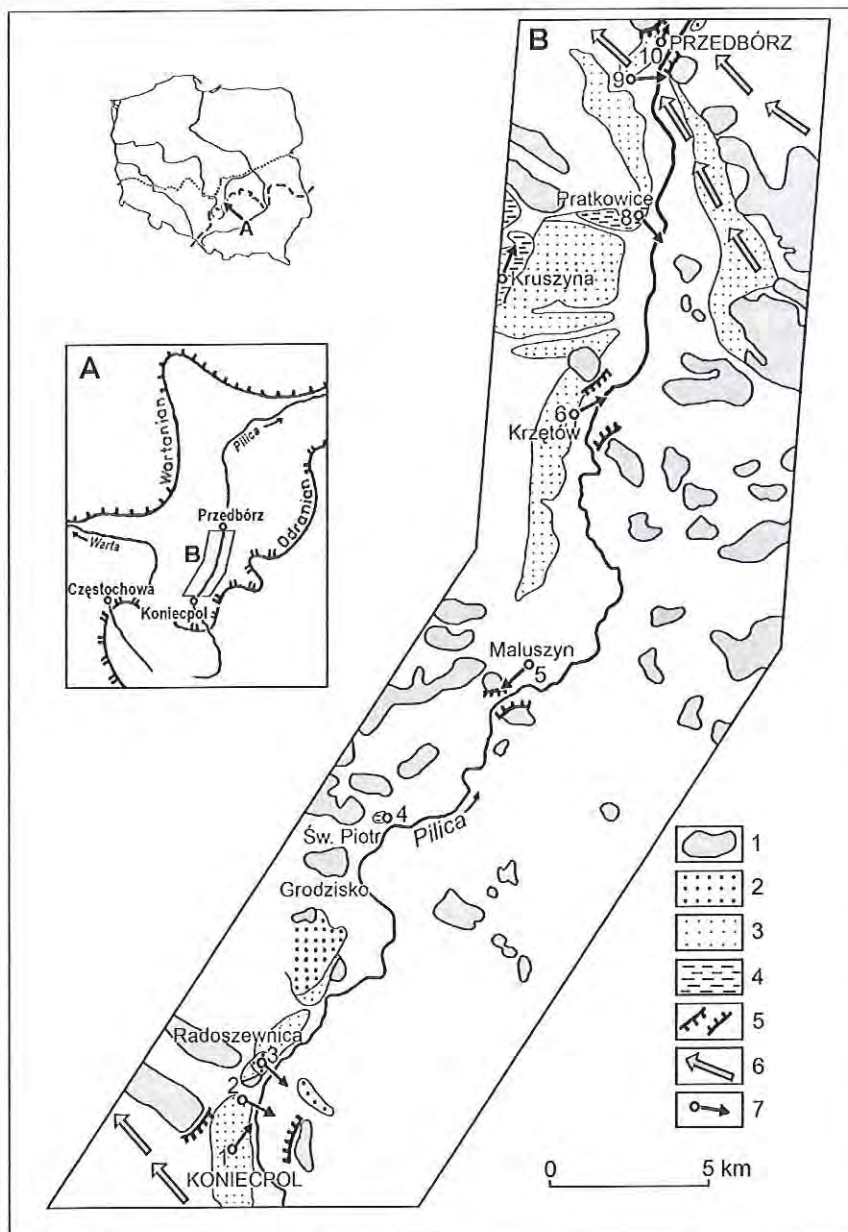 A
A
Wartanian
Pilica
Odranian
Przedbórz
Warta
B
Częstochowa
Koniecpol
B
10
PRZEDBÓRZ
9
Pratkowice
8
7
Kruszyna
6
Krzętów
Maluszyn
5
4
Św. Piotr
Pilica
Grodzisko
Radoszewnica
3
2
1
KONIECPOL
1
2
3
4
5
6
7
0 5 km